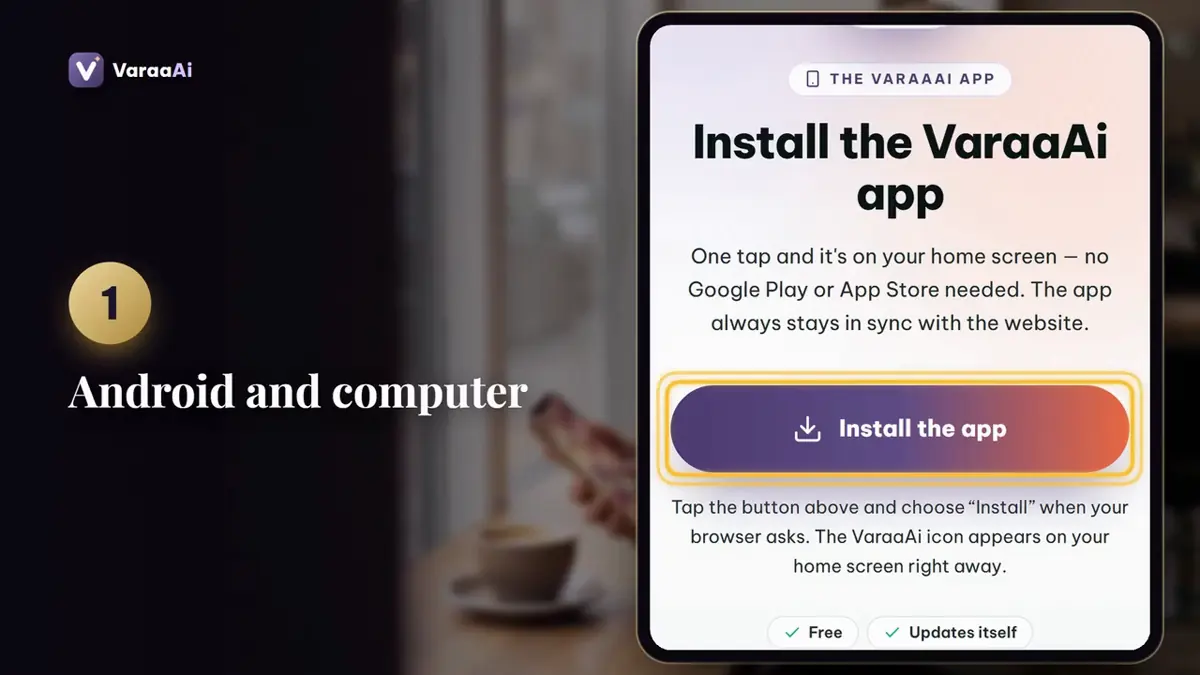 VaraaAi
1
Android and computer
THE VARAAAI APP
Install the VaraaAi
app
One tap and it's on your home screen — no
Google Play or App Store needed. The app
always stays in sync with the website.
Install the app
Tap the button above and choose “Install” when your
browser asks. The VaraaAi icon appears on your
home screen right away.
Free
Updates itself